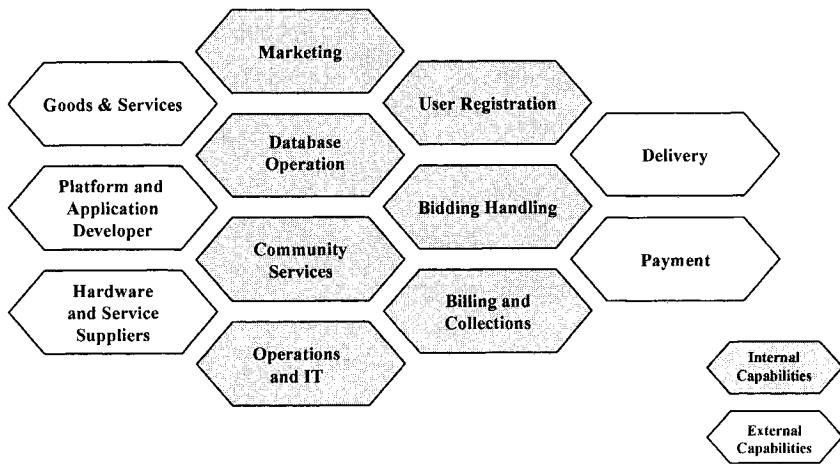 Marketing
Goods & Services
User Registration
Database
Operation
Delivery
Platform and
Application
Developer
Bidding Handling
Community
Services
Payment
Hardware
and Service
Suppliers
Billing and
Collections
Operations
and IT
Internal
Capabilities
External
Capabilities